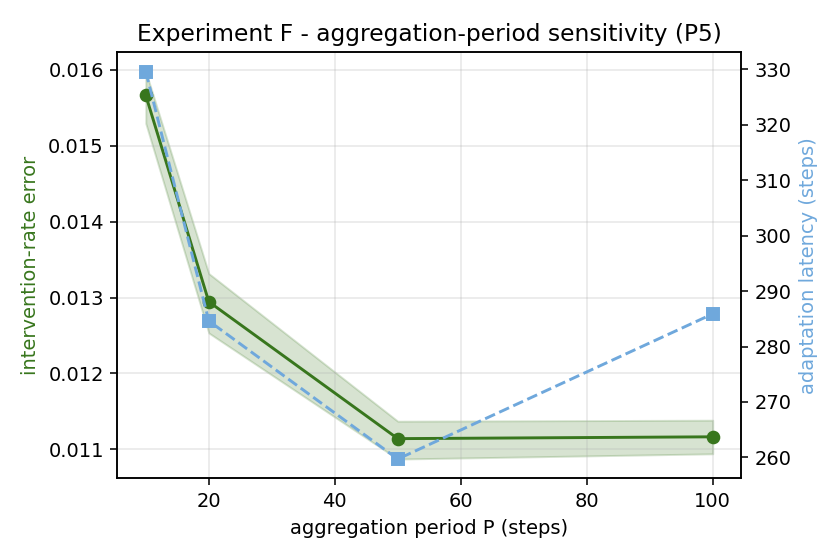 Experiment F - aggregation-period sensitivity (P5)
intervention-rate error
0.016
0.015
0.014
0.013
0.012
0.011
330
320
310
300
290
280
270
260
adaptation latency (steps)
20 40 60 80 100
aggregation period P (steps)